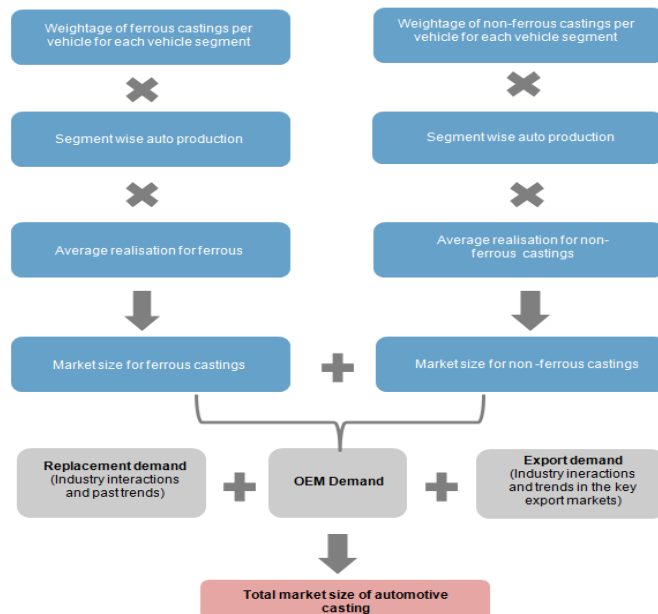 Weightage of ferrous castings per
vehicle for each vehicle segment
Weightage of non-ferrous castings per
vehicle for each vehicle segment
Segment wise auto production
Segment wise auto production
Average realisation for ferrous
Average realisation for non-
ferrous castings
Market size for ferrous castings
Market size for non -ferrous castings
Replacement demand
(Industry interactions
and past trends)
OEM Demand
Export demand
(Industry ineractions
and trends in the key
export markets)
Total market size of automotive
casting